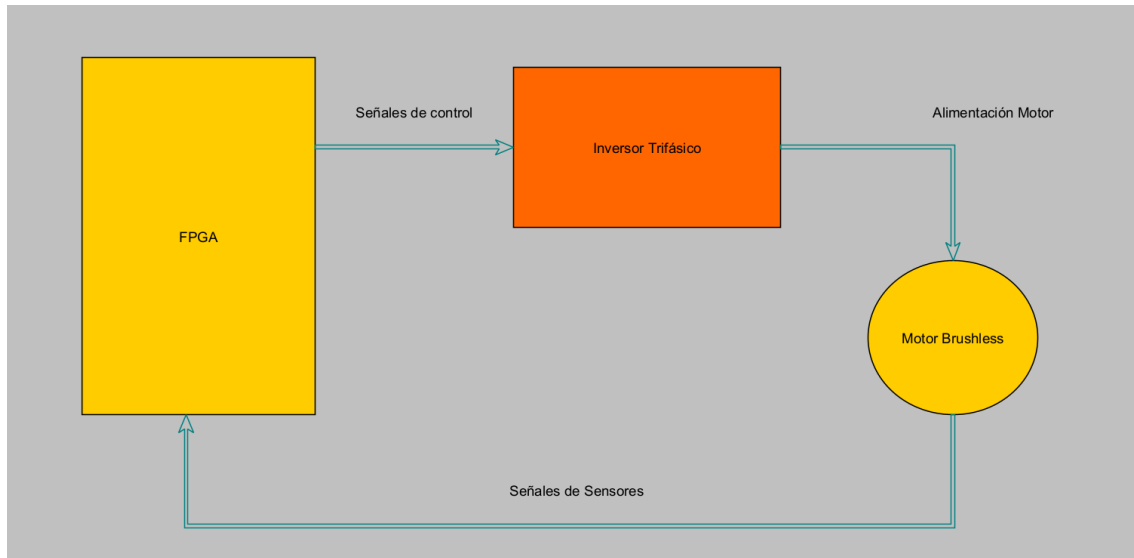 Señales de control
Alimentación Motor
Inversor Trifásico
FPGA
Motor Brushless
Señales de Sensores